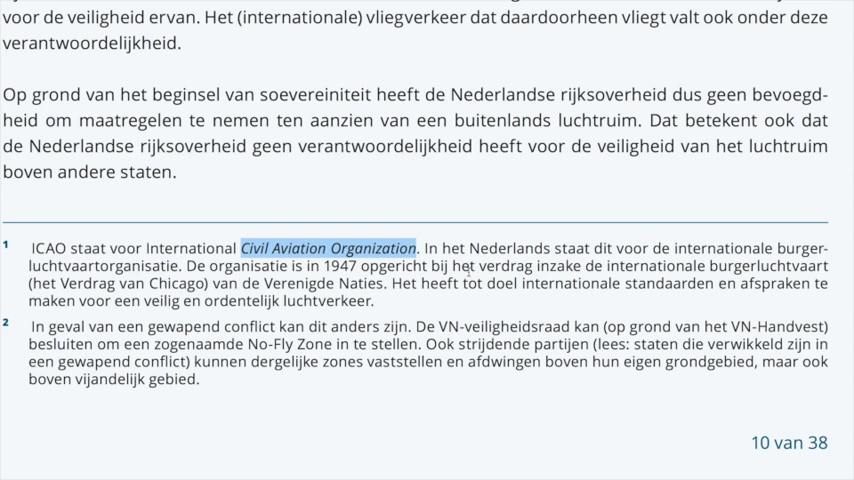 voor de veiligheid ervan. Het (internationale) vliegverkeer dat daardoorheen vliegt valt ook onder deze
verantwoordelijkheid.
Op grond van het beginsel van soevereiniteit heeft de Nederlandse rijksoverheid dus geen bevoegd-
heid om maatregelen te nemen ten aanzien van een buitenlands luchtruim. Dat betekent ook dat
de Nederlandse rijksoverheid geen verantwoordelijkheid heeft voor de veiligheid van het luchtruim
boven andere staten.
1 ICAO staat voor International Civil Aviation Organization. In het Nederlands staat dit voor de internationale burger-
luchtvaartorganisatie. De organisatie is in 1947 opgericht bij het verdrag inzake de internationale burgerluchtvaart
(het Verdrag van Chicago) van de Verenigde Naties. Het heeft tot doel internationale standaarden en afspraken te
maken voor een veilig en ordentelijk luchtverkeer.
2 In geval van een gewapend conflict kan dit anders zijn. De VN-veiligheidsraad kan (op grond van het VN-Handvest)
besluiten om een zogenaamde No-Fly Zone in te stellen. Ook strijdende partijen (lees: staten die verwikkeld zijn in
een gewapend conflict) kunnen dergelijke zones vaststellen en afdwingen boven hun eigen grondgebied, maar ook
boven vijandelijk gebied.
10 van 38